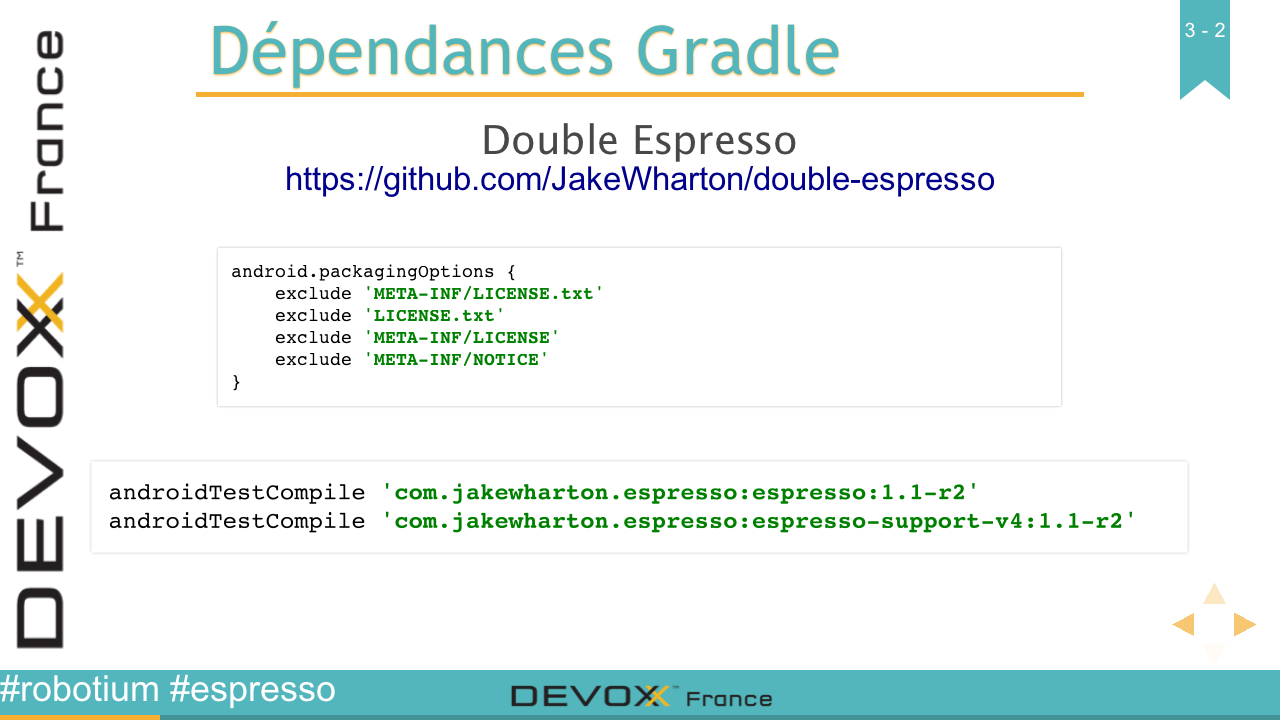 Dépendances Gradle
3 - 2
Double Espresso
https://github.com/JakeWharton/double-espresso
android.packagingOptions {
    exclude 'META-INF/LICENSE.txt'
    exclude 'LICENSE.txt'
    exclude 'META-INF/LICENSE'
    exclude 'META-INF/NOTICE'
}
androidTestCompile 'com.jakewharton.espresso:espresso:1.1-r2'
androidTestCompile 'com.jakewharton.espresso:espresso-support-v4:1.1-r2'
DEVOXX™ France
#robotium #espresso
DEVOXX™ France